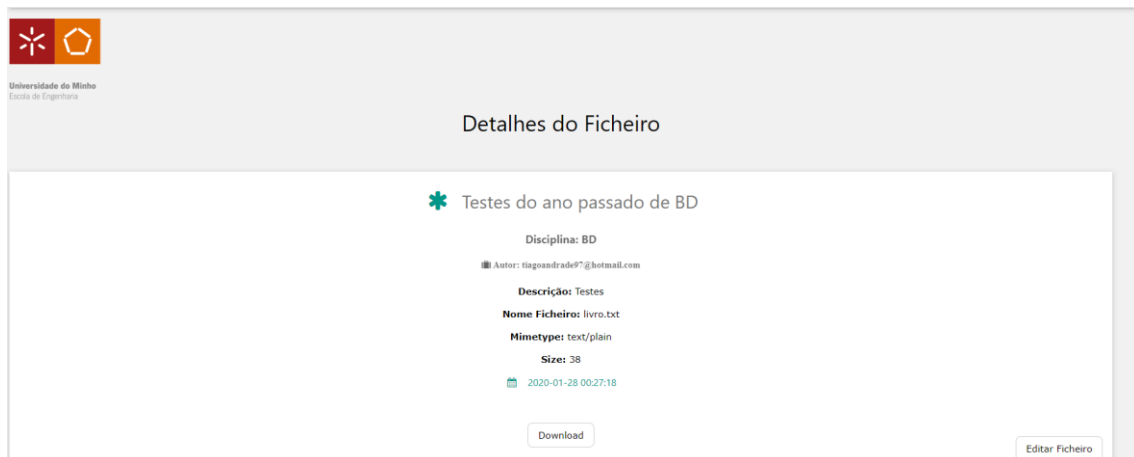 Universidade do Minho
Escola de Engenharia
Detalhes do Ficheiro
Testes do ano passado de BD
Disciplina: BD
Autor: tiagoandrade97@hotmail.com
Descrição: Testes
Nome Ficheiro: livro.txt
Mimetype: text/plain
Size: 38
2020-01-28 00:27:18
Download
Editar Ficheiro